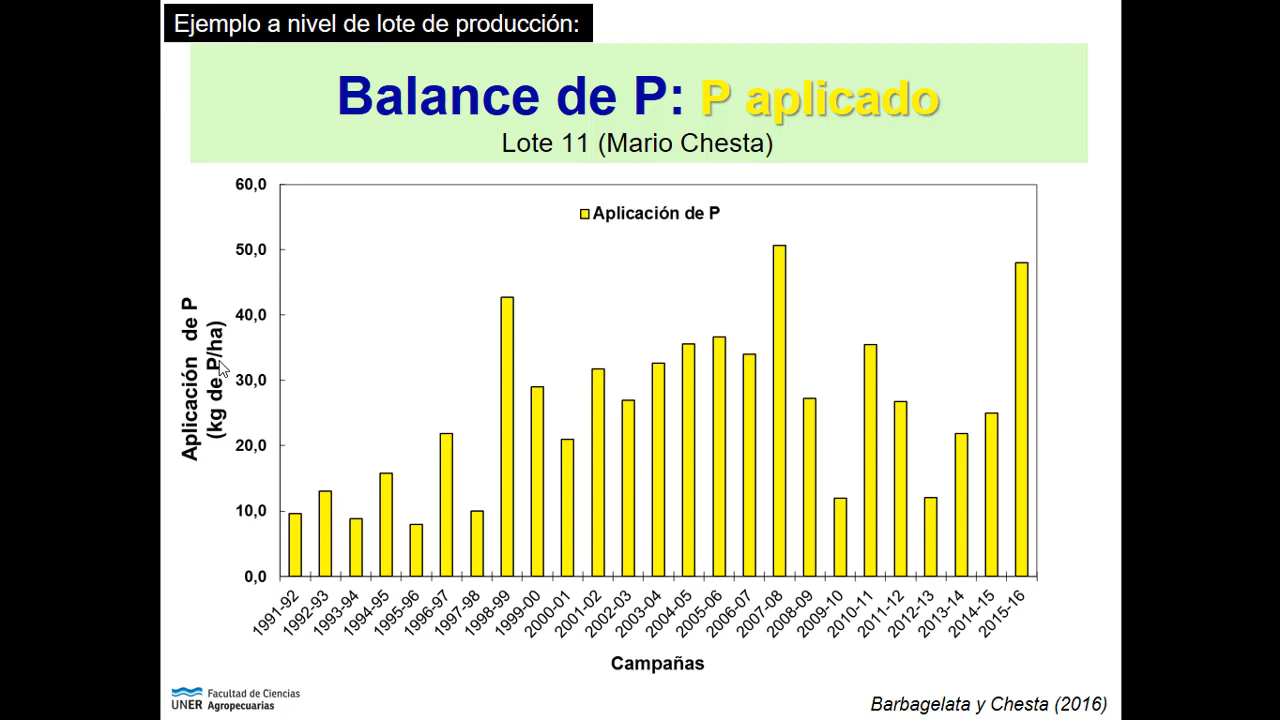 Ejemplo a nivel de lote de producción:
Balance de P: P aplicado
Lote 11 (Mario Chesta)
Aplicación de P
60,0
50,0
40,0
30,0
20,0
10,0
0,0
Aplicación de P
(kg de P/ha)
1991-92
1992-93
1993-94
1994-95
1995-96
1996-97
1997-98
1998-99
1999-00
2000-01
2001-02
2002-03
2003-04
2004-05
2005-06
2006-07
2007-08
2008-09
2009-10
2010-11
2011-12
2012-13
2013-14
2014-15
2015-16
Campañas
UNER
Facultad de Ciencias
Agropecuarias
Barbagelata y Chesta (2016)